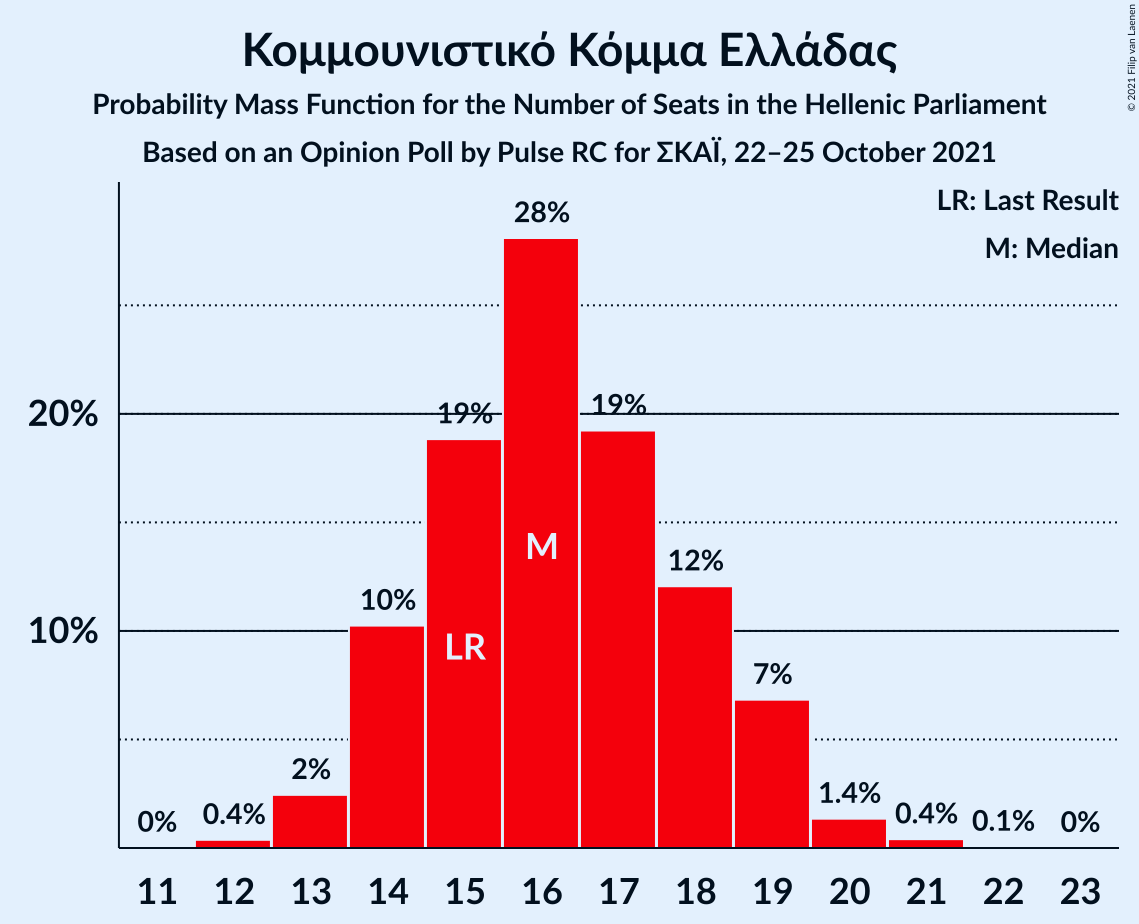 Κομμουνιστικό Κόμμα Ελλάδας
Probability Mass Function for the Number of Seats in the Hellenic Parliament
Based on an Opinion Poll by Pulse RC for ΣΚΑΪ, 22–25 October 2021
© 2021 Filip van Laenen
LR: Last Result
M: Median
28%
20%
19%
19%
M
12%
10%
10%
LR
7%
2%
1.4%
0%
0.4%
0.4%
0.1%
0%
11 12 13 14 15 16 17 18 19 20 21 22 23